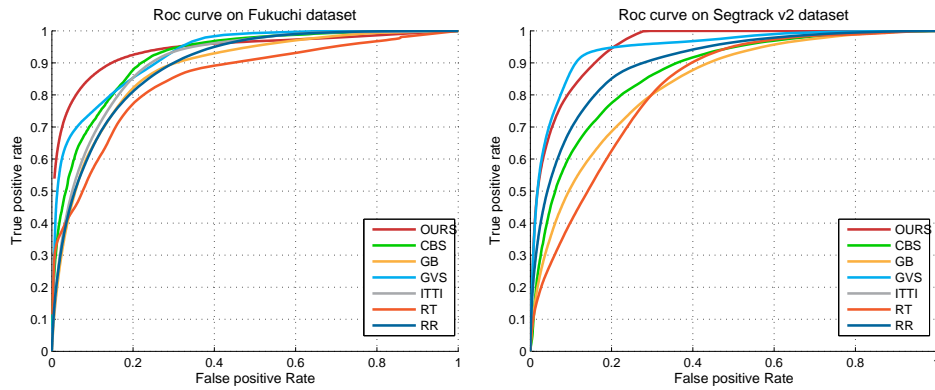 Roc curve on Fukuchi dataset
True positive rate
1
0.9
0.8
0.7
0.6
0.5
0.4
0.3
0.2
0.1
0
0 0.2 0.4 0.6 0.8 1
False positive Rate
OURS
CBS
GB
GVS
ITTI
RT
RR
Roc curve on Segtrack v2 dataset
True positive rate
1
0.9
0.8
0.7
0.6
0.5
0.4
0.3
0.2
0.1
0
0 0.2 0.4 0.6 0.8 1
False positive Rate
OURS
CBS
GB
GVS
ITTI
RT
RR